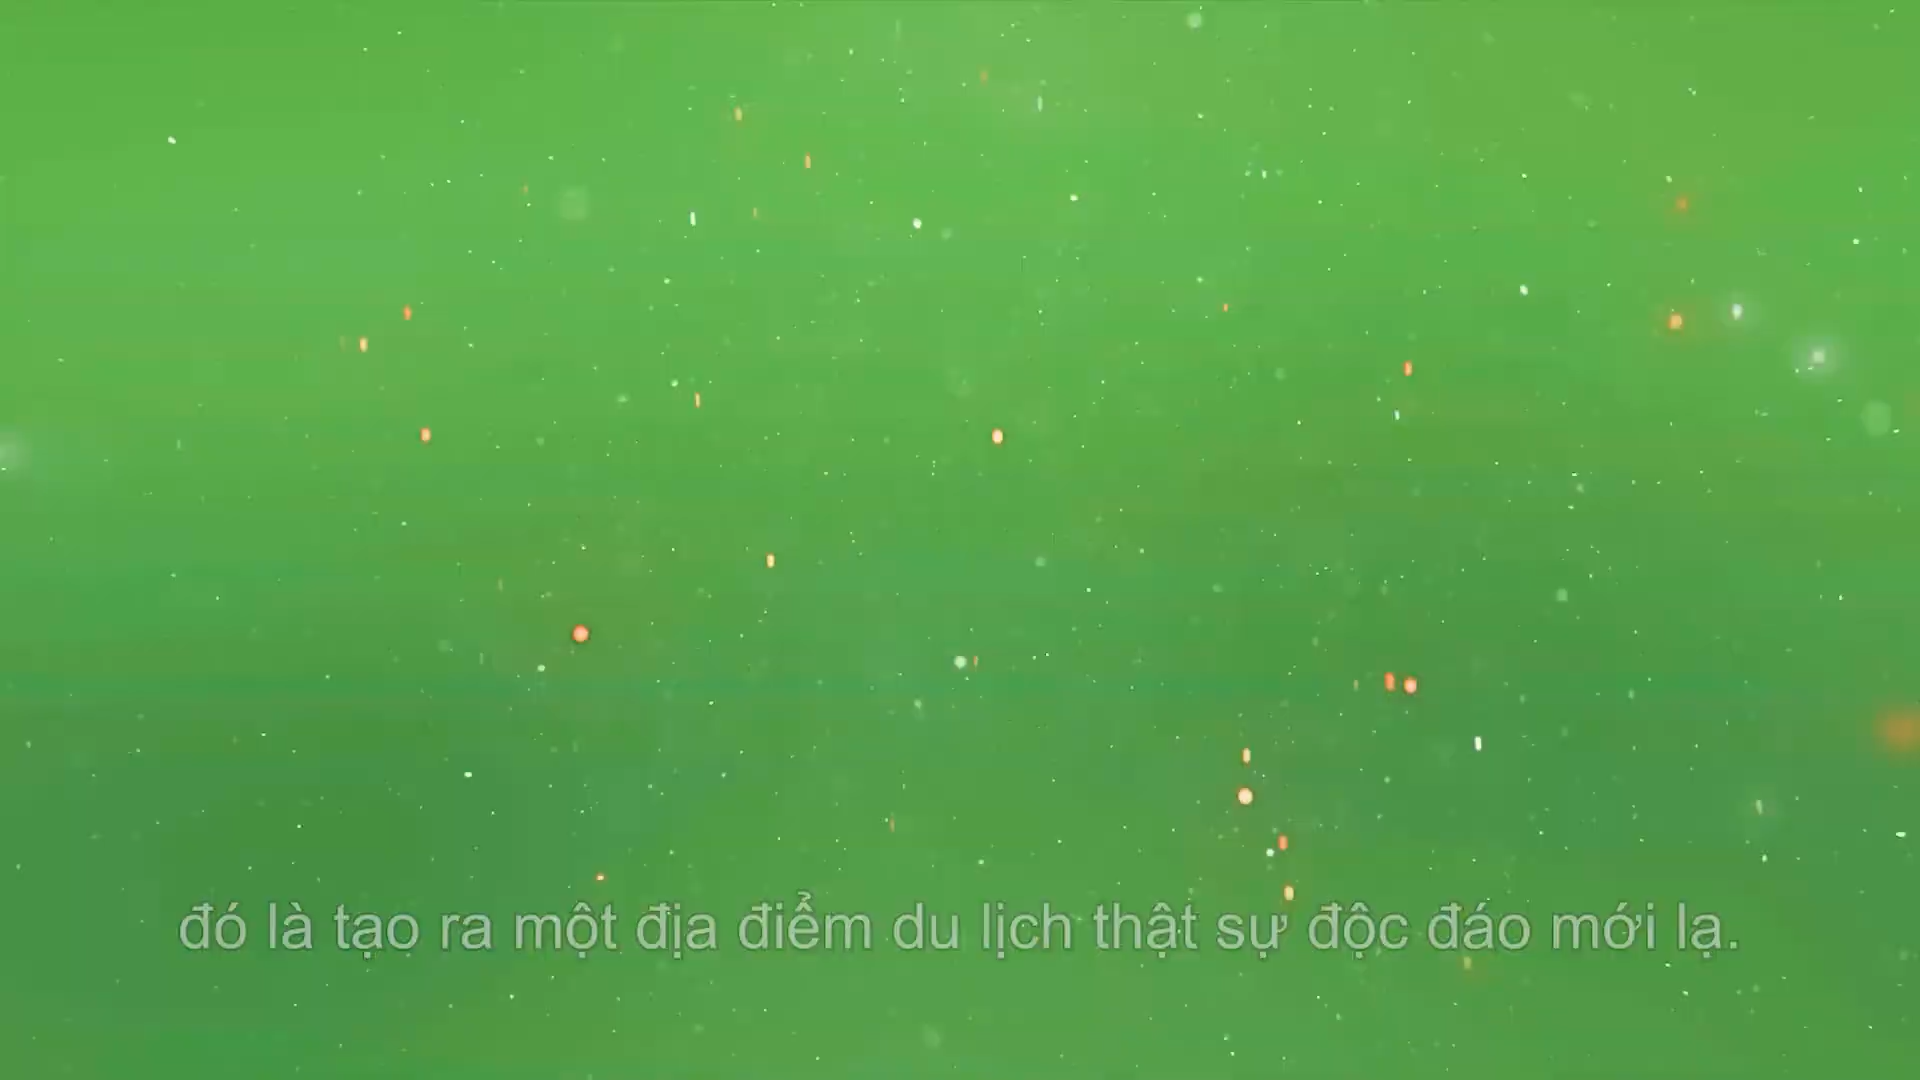 đó là tạo ra một địa điểm du lịch thật sự độc đáo mới lạ.